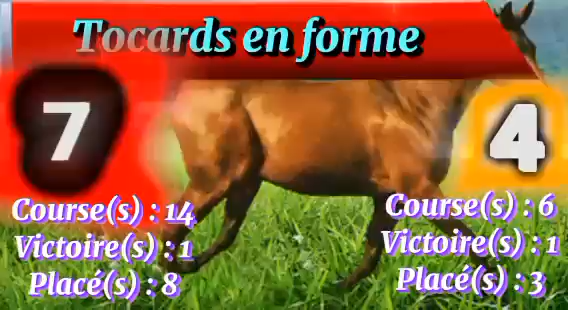 Tocards en forme
7
Course(s) : 14
Victoire(s) : 1
Placé(s) : 8
4
Course(s) : 6
Victoire(s) : 1
Placé(s) : 3